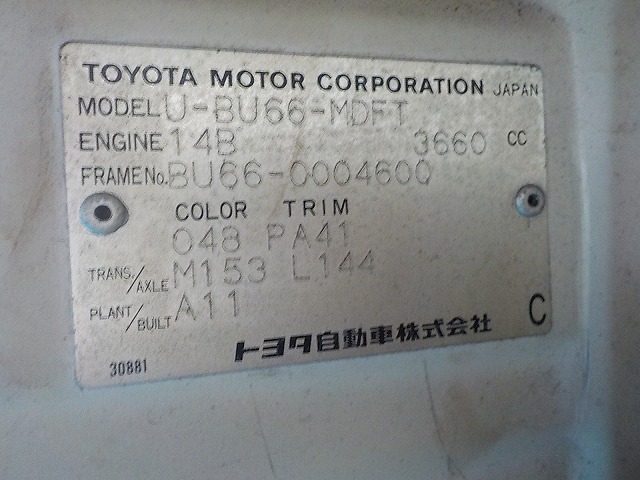 TOYOTA MOTOR CORPORATION JAPAN
MODEL U-BU66-MDFT
ENGINE 14B 3660 CC
FRAME No. BU66-0004600
COLOR TRIM
048 PA41
TRANS./AXLE M153 L144
PLANT/BUILT A11
C
トヨタ自動車株式会社
30881